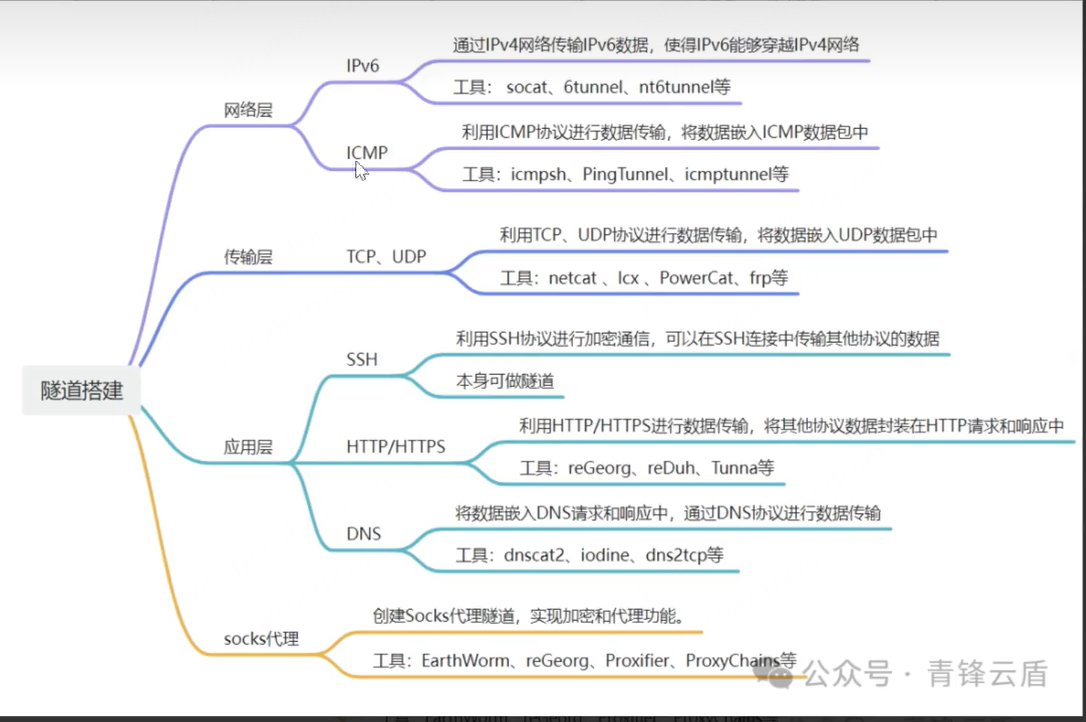 通过IPv4网络传输IPv6数据，使得IPv6能够穿越IPv4网络
IPv6
工具： socat、6tunnel、nt6tunnel等
网络层
利用ICMP协议进行数据传输，将数据嵌入ICMP数据包中
ICMP
工具：icmpsh、PingTunnel、icmptunnel等
利用TCP、UDP协议进行数据传输，将数据嵌入UDP数据包中
传输层
TCP、UDP
工具：netcat 、lcx 、PowerCat、frp等
利用SSH协议进行加密通信，可以在SSH连接中传输其他协议的数据
SSH
本身可做隧道
隧道搭建
利用HTTP/HTTPS进行数据传输，将其他协议数据封装在HTTP请求和响应中
应用层
HTTP/HTTPS
工具：reGeorg、reDuh、Tunna等
将数据嵌入DNS请求和响应中，通过DNS协议进行数据传输
DNS
工具：dnscat2、iodine、dns2tcp等
创建Socks代理隧道，实现加密和代理功能。
socks代理
工具：EarthWorm、reGeorg、Proxifier、ProxyChains等
公众号 · 青锋云盾